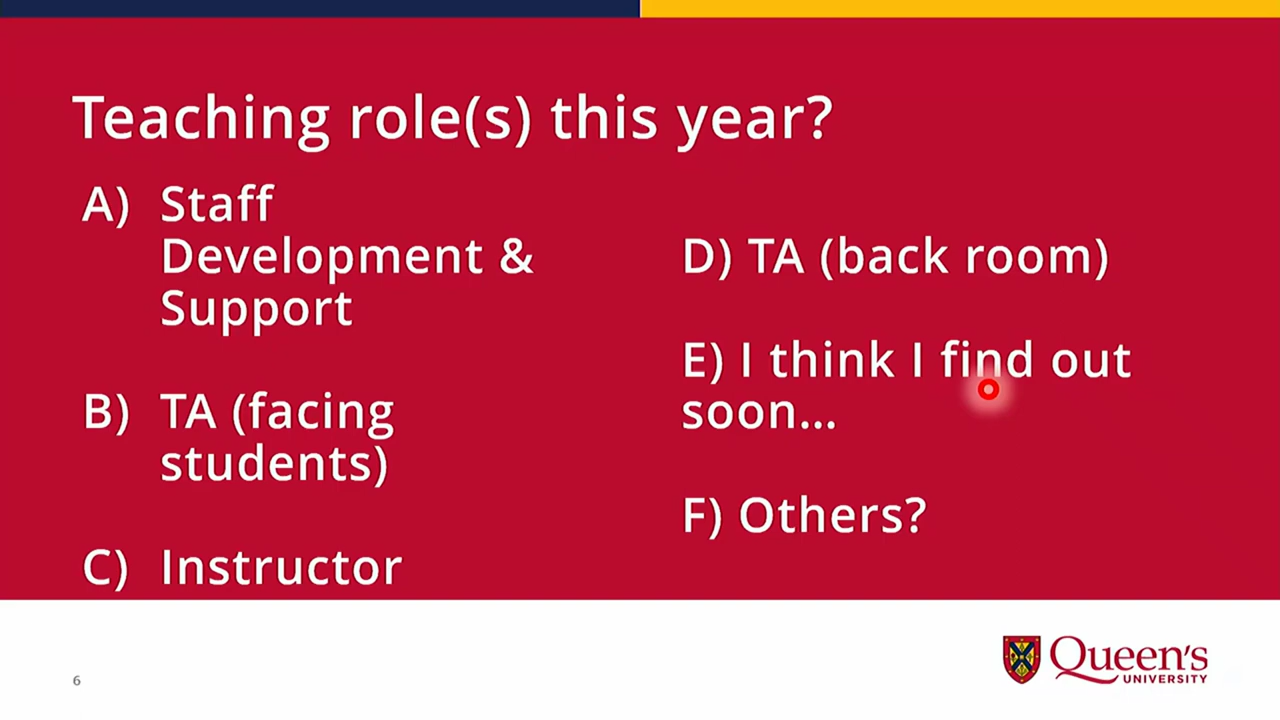 Teaching role(s) this year?
A) Staff
Development &
Support
B) TA (facing
students)
C) Instructor
D) TA (back room)
E) I think I find out
soon...
F) Others?
6
Queen's
UNIVERSITY